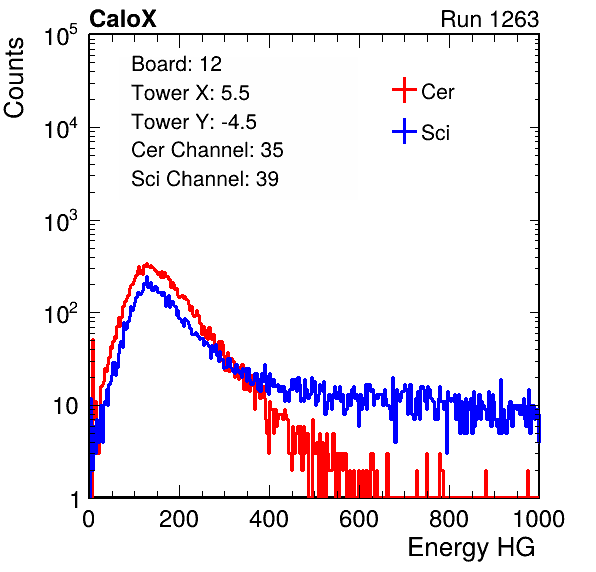 CaloX Run 1263
Counts
Board: 12
Tower X: 5.5
Tower Y: -4.5
Cer Channel: 35
Sci Channel: 39
Cer
Sci
10^5
10^4
10^3
10^2
10
1
0 200 400 600 800 1000
Energy HG